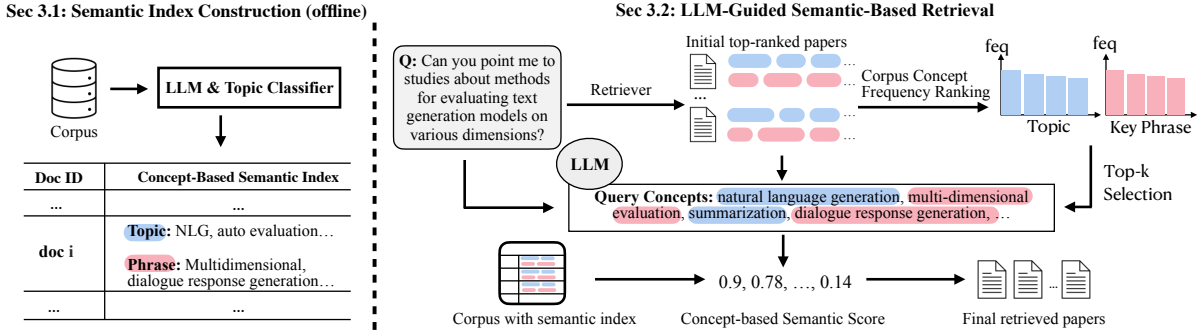 Sec 3.1: Semantic Index Construction (offline)
Corpus
LLM & Topic Classifier
Doc ID Concept-Based Semantic Index
... ...
doc i
Topic: NLG, auto evaluation…
Phrase: Multidimensional,
dialogue response generation…
... ...
Sec 3.2: LLM-Guided Semantic-Based Retrieval
Q: Can you point me to
studies about methods
for evaluating text
generation models on
various dimensions?
Retriever
Initial top-ranked papers
...
...
...
...
...
Corpus Concept
Frequency Ranking
feq
Topic
feq
Key Phrase
LLM
Top-k
Selection
Query Concepts: natural language generation, multi-dimensional
evaluation, summarization, dialogue response generation, …
Corpus with semantic index
0.9, 0.78, …, 0.14
Concept-based Semantic Score
...
Final retrieved papers